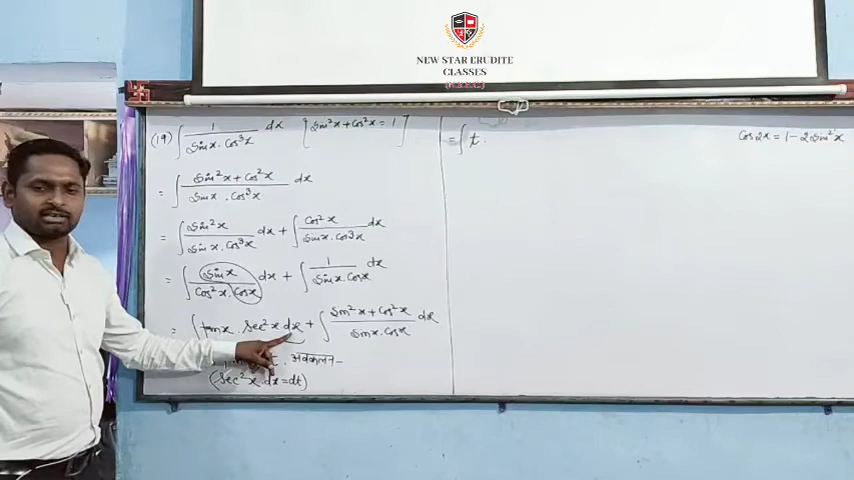 NEW STAR ERUDITE
CLASSES
(19) ∫ 1/(Sinx. Cos³x) dx [Sin²x + Cos²x = 1]
= ∫ (Sin²x + Cos²x)/(Sinx . Cos³x) dx
= ∫ Sin²x/(Sinx. Cos³x) dx + ∫ Cos²x/(Sinx. Cos3x) dx
= ∫ Sinx/(Cos²x. Cosx) dx + ∫ 1/(Sinx. Cosx) dx
= ∫ tanx. Sec²x dx + ∫ (Sin²x + Cos²x)/(Sinx. Cosx) dx
t. अवकलन-
(Sec²x.dx = dt)
= ∫ t.
Cos2x = 1 - 2Sin²x